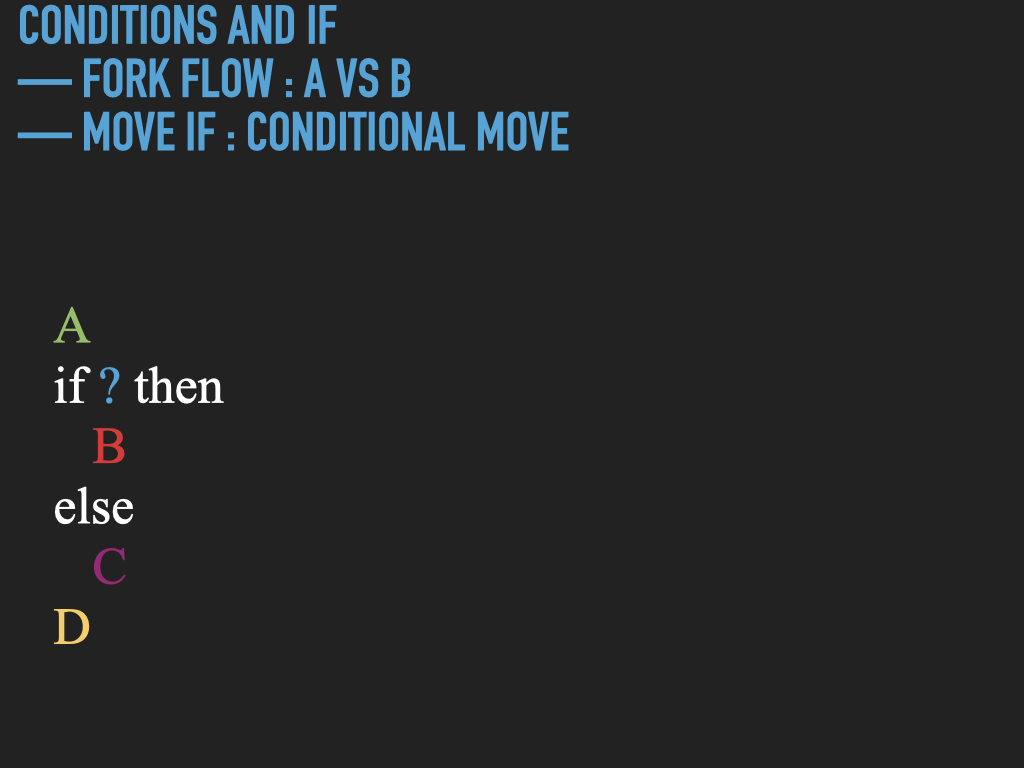 CONDITIONS AND IF
— FORK FLOW : A VS B
— MOVE IF : CONDITIONAL MOVE
A
if ? then
B
else
C
D